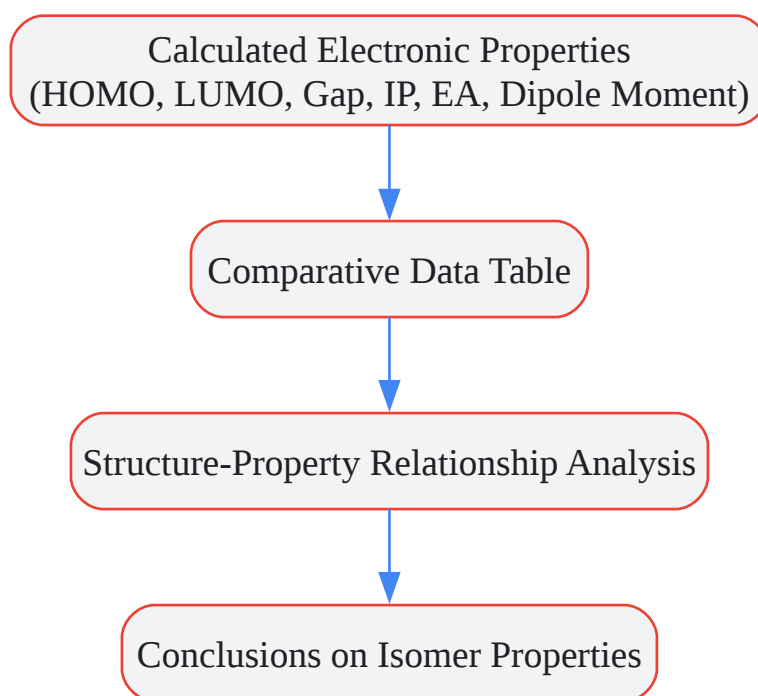 Calculated Electronic Properties
(HOMO, LUMO, Gap, IP, EA, Dipole Moment)
Comparative Data Table
Structure-Property Relationship Analysis
Conclusions on Isomer Properties